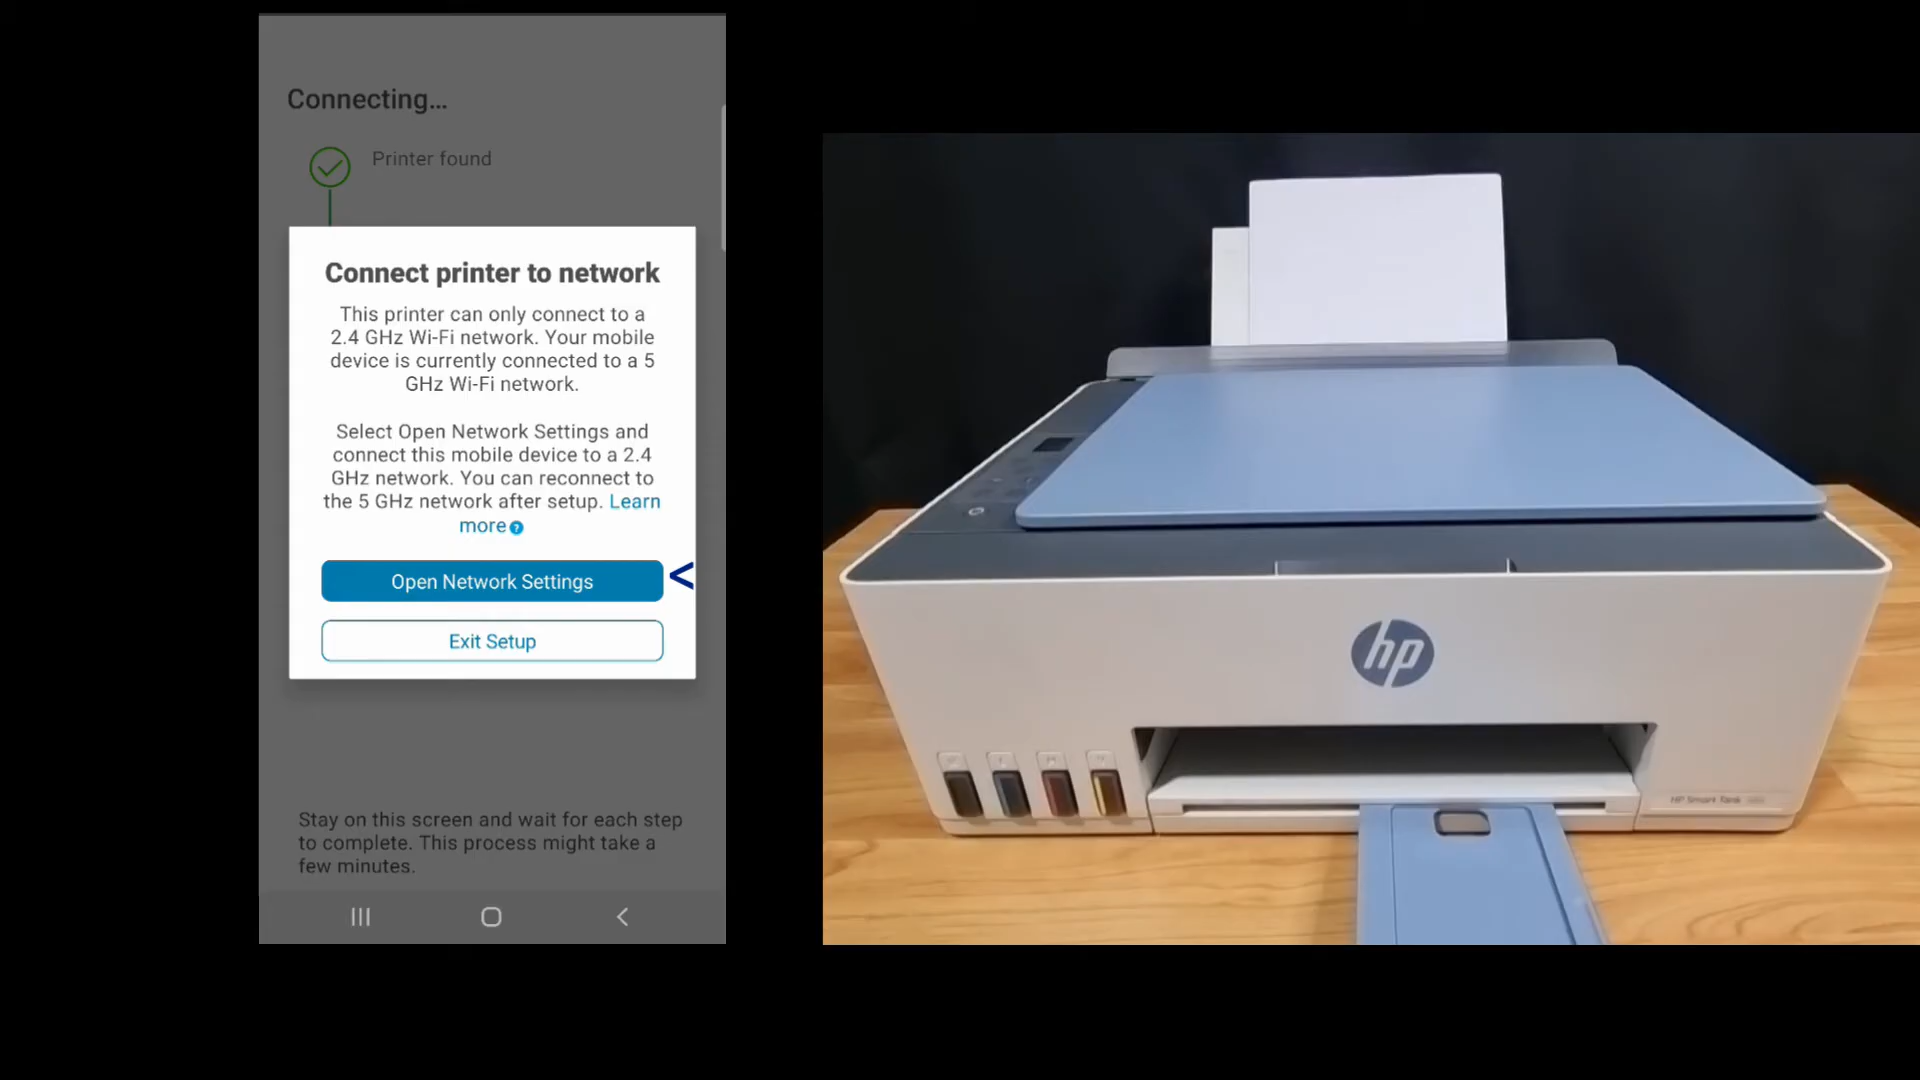 Connecting...
Printer found
Connect printer to network
This printer can only connect to a
2.4 GHz Wi-Fi network. Your mobile
device is currently connected to a 5
GHz Wi-Fi network.
Select Open Network Settings and
connect this mobile device to a 2.4
GHz network. You can reconnect to
the 5 GHz network after setup. Learn
more ?
Open Network Settings <
Exit Setup
Stay on this screen and wait for each step
to complete. This process might take a
few minutes.
hp
HP Smart Tank